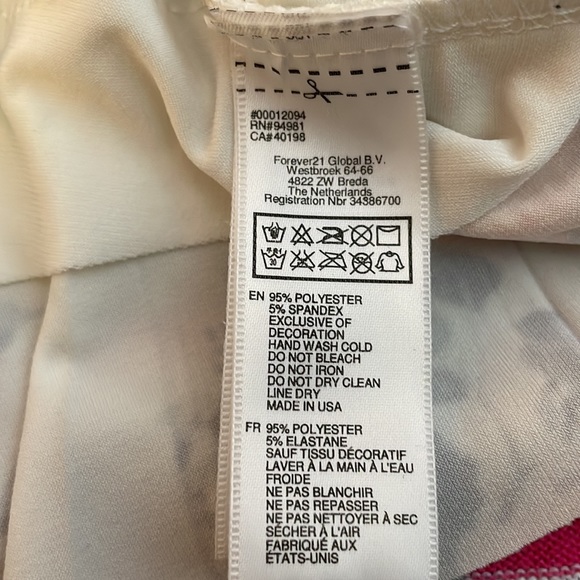 #00012094
RN#94981
CA#40198
Forever21 Global B.V.
Westbroek 64-66
4822 ZW Breda
The Netherlands
Registration Nbr 34386700
30
EN 95% POLYESTER
5% SPANDEX
EXCLUSIVE OF
DECORATION
HAND WASH COLD
DO NOT BLEACH
DO NOT IRON
DO NOT DRY CLEAN
LINE DRY
MADE IN USA
FR 95% POLYESTER
5% ELASTANE
SAUF TISSU DÉCORATIF
LAVER À LA MAIN À L'EAU
FROIDE
NE PAS BLANCHIR
NE PAS REPASSER
NE PAS NETTOYER À SEC
SÉCHER À L'AIR
FABRIQUÉ AUX
ÉTATS-UNIS